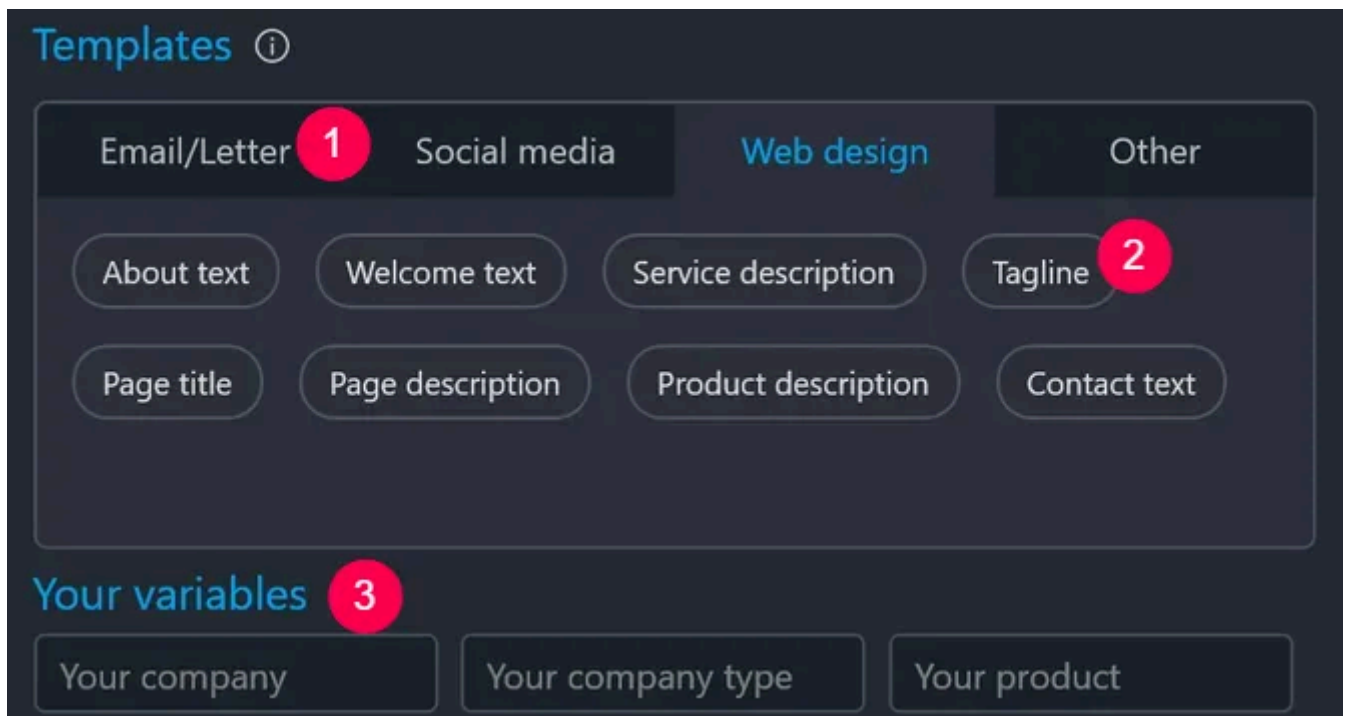 Templates
Email/Letter 1 Social media Web design Other
About text Welcome text Service description Tagline 2
Page title Page description Product description Contact text
Your variables 3
Your company Your company type Your product